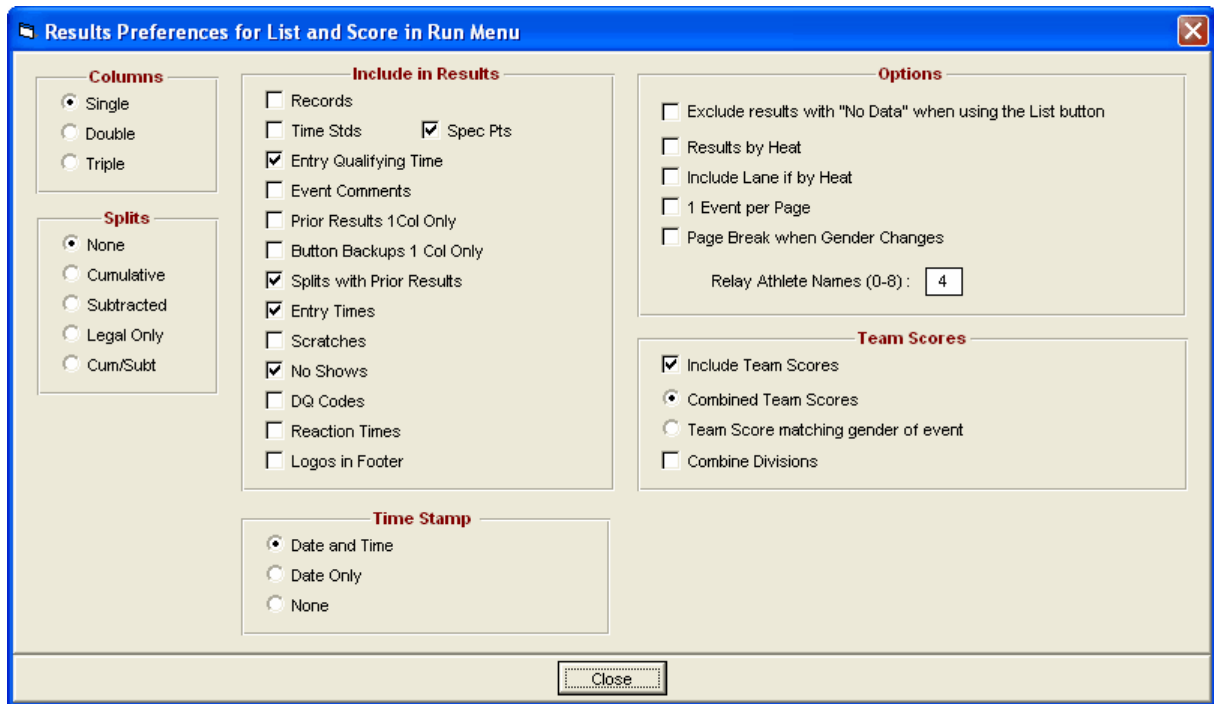 Results Preferences for List and Score in Run Menu
Columns
Single
Double
Triple
Splits
None
Cumulative
Subtracted
Legal Only
Cum/Subt
Include in Results
Records
Time Stds Spec Pts
Entry Qualifying Time
Event Comments
Prior Results 1Col Only
Button Backups 1 Col Only
Splits with Prior Results
Entry Times
Scratches
No Shows
DQ Codes
Reaction Times
Logos in Footer
Time Stamp
Date and Time
Date Only
None
Options
Exclude results with "No Data" when using the List button
Results by Heat
Include Lane if by Heat
1 Event per Page
Page Break when Gender Changes
Relay Athlete Names (0-8) : 4
Team Scores
Include Team Scores
Combined Team Scores
Team Score matching gender of event
Combine Divisions
Close